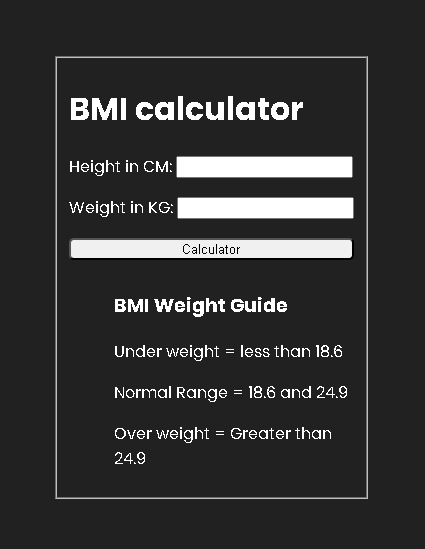 BMI calculator
Height in CM:
Weight in KG:
Calculator
BMI Weight Guide
Under weight = less than 18.6
Normal Range = 18.6 and 24.9
Over weight = Greater than
24.9